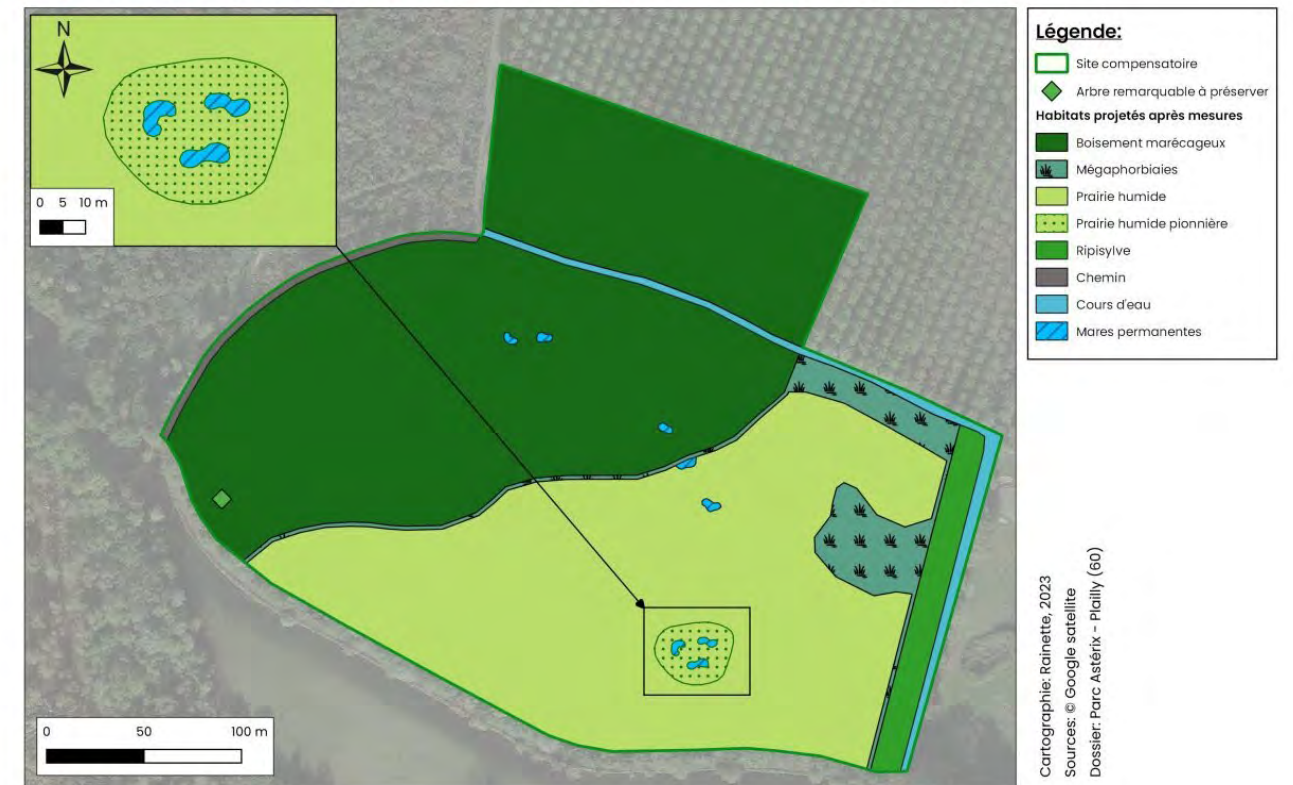 N
0 5 10 m
0 50 100 m
Légende:
Site compensatoire
Arbre remarquable à préserver
Habitats projetés après mesures
Boisement marécageux
Mégaphorbiaies
Prairie humide
Prairie humide pionnière
Ripisylve
Chemin
Cours d'eau
Mares permanentes
Cartographie: Rainette, 2023
Sources: © Google satellite
Dossier: Parc Astérix - Plailly (60)